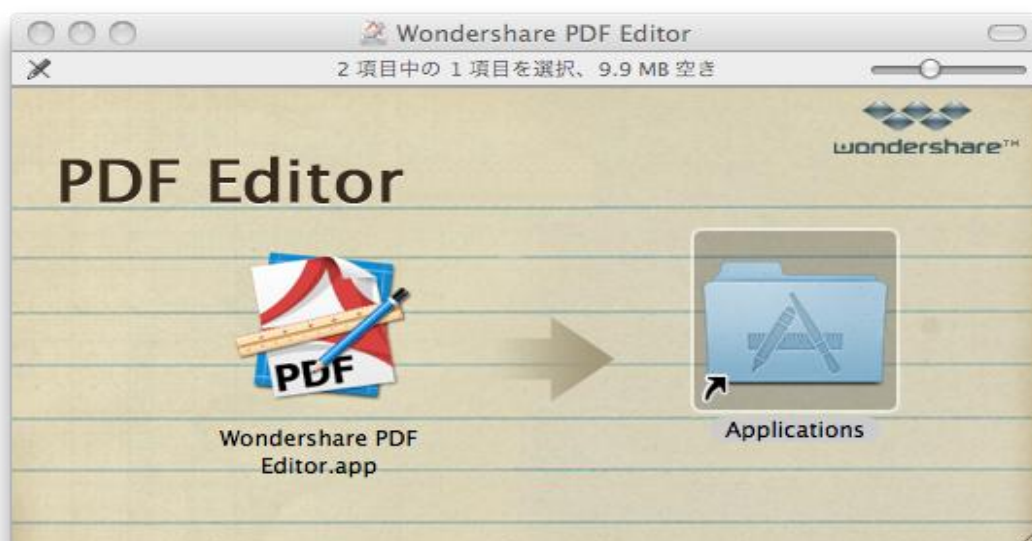 Wondershare PDF Editor
2 項目中の 1 項目を選択、9.9 MB 空き
wondershare™
PDF Editor
PDF
Wondershare PDF
Editor.app
Applications